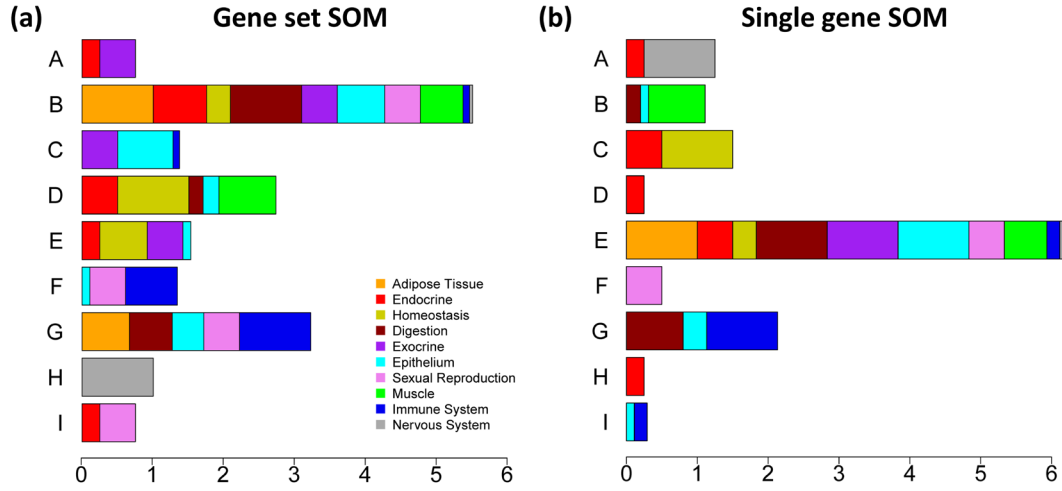 (a) Gene set SOM
A
B
C
D
E
F
G
H
I
Adipose Tissue
Endocrine
Homeostasis
Digestion
Exocrine
Epithelium
Sexual Reproduction
Muscle
Immune System
Nervous System
0 1 2 3 4 5 6
(b) Single gene SOM
A
B
C
D
E
F
G
H
I
0 1 2 3 4 5 6